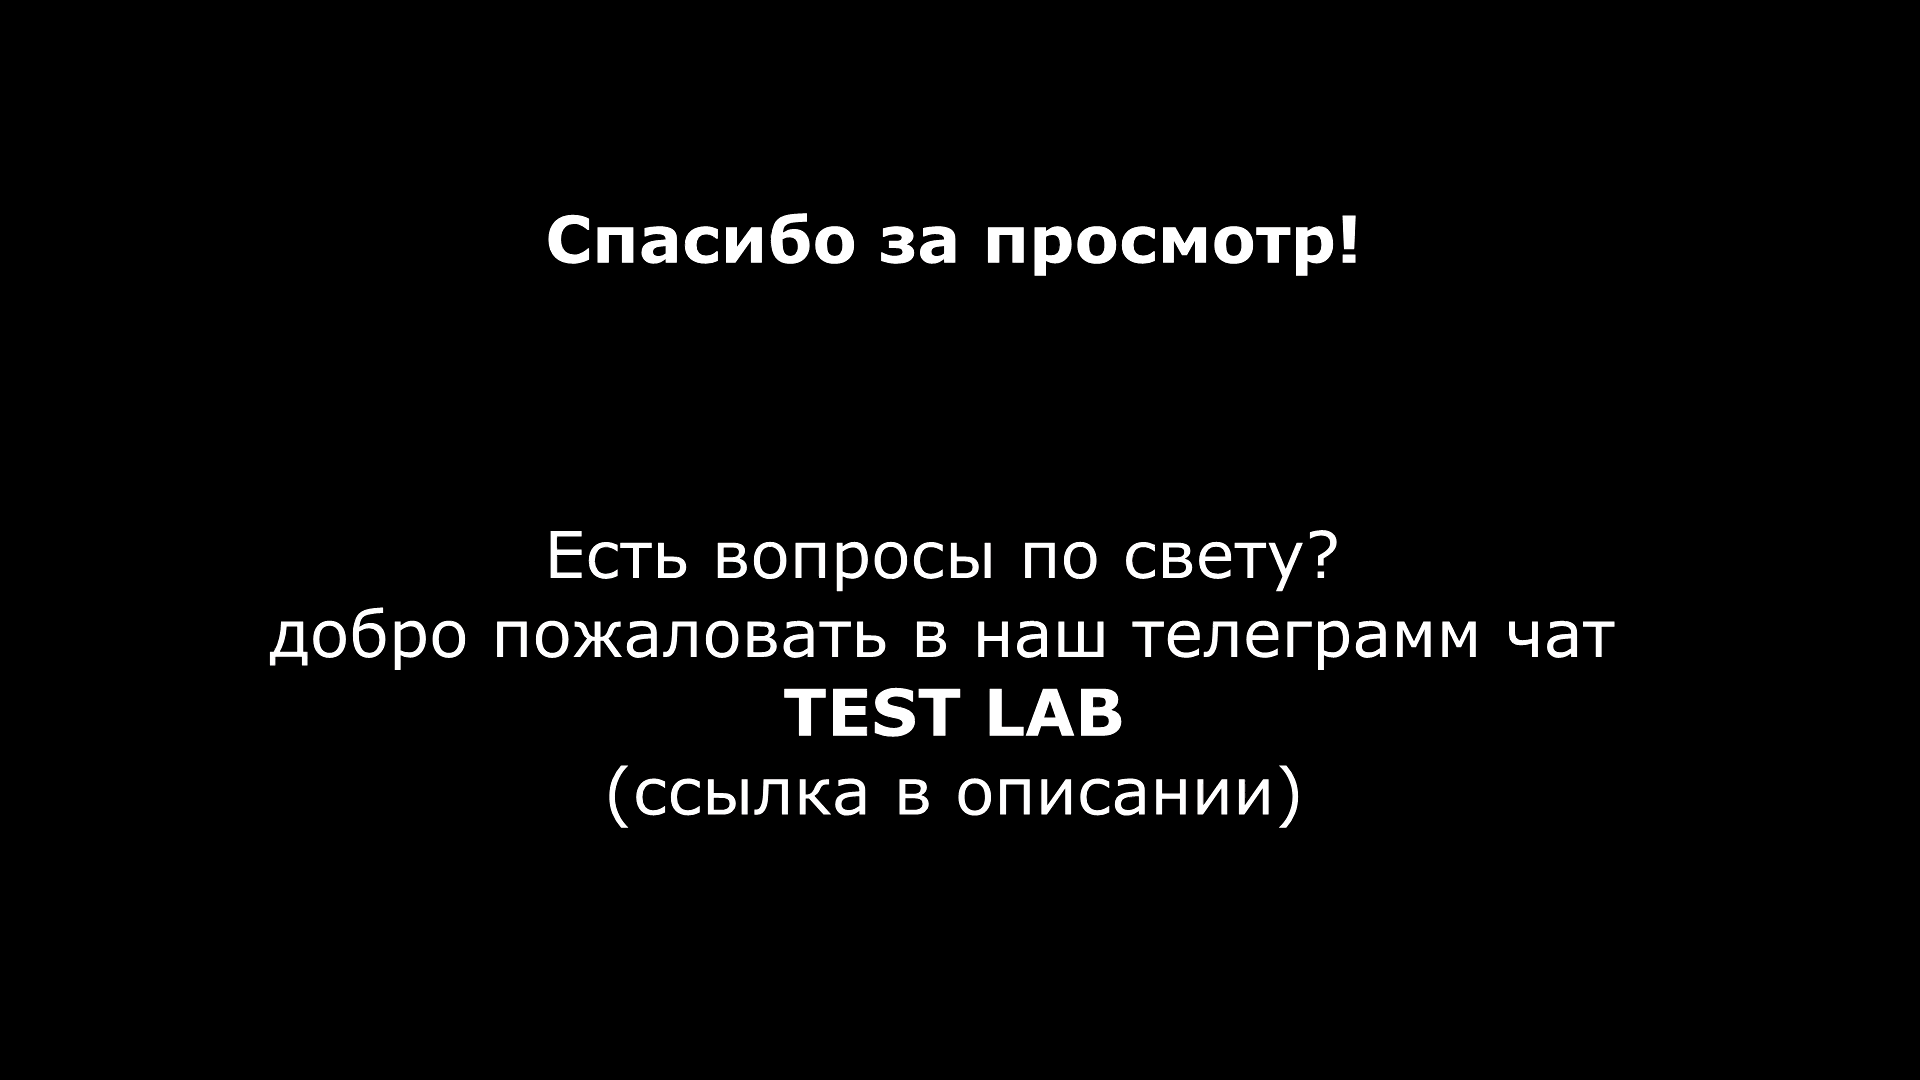 Спасибо за просмотр!
Есть вопросы по свету?
добро пожаловать в наш телеграмм чат
TEST LAB
(ссылка в описании)